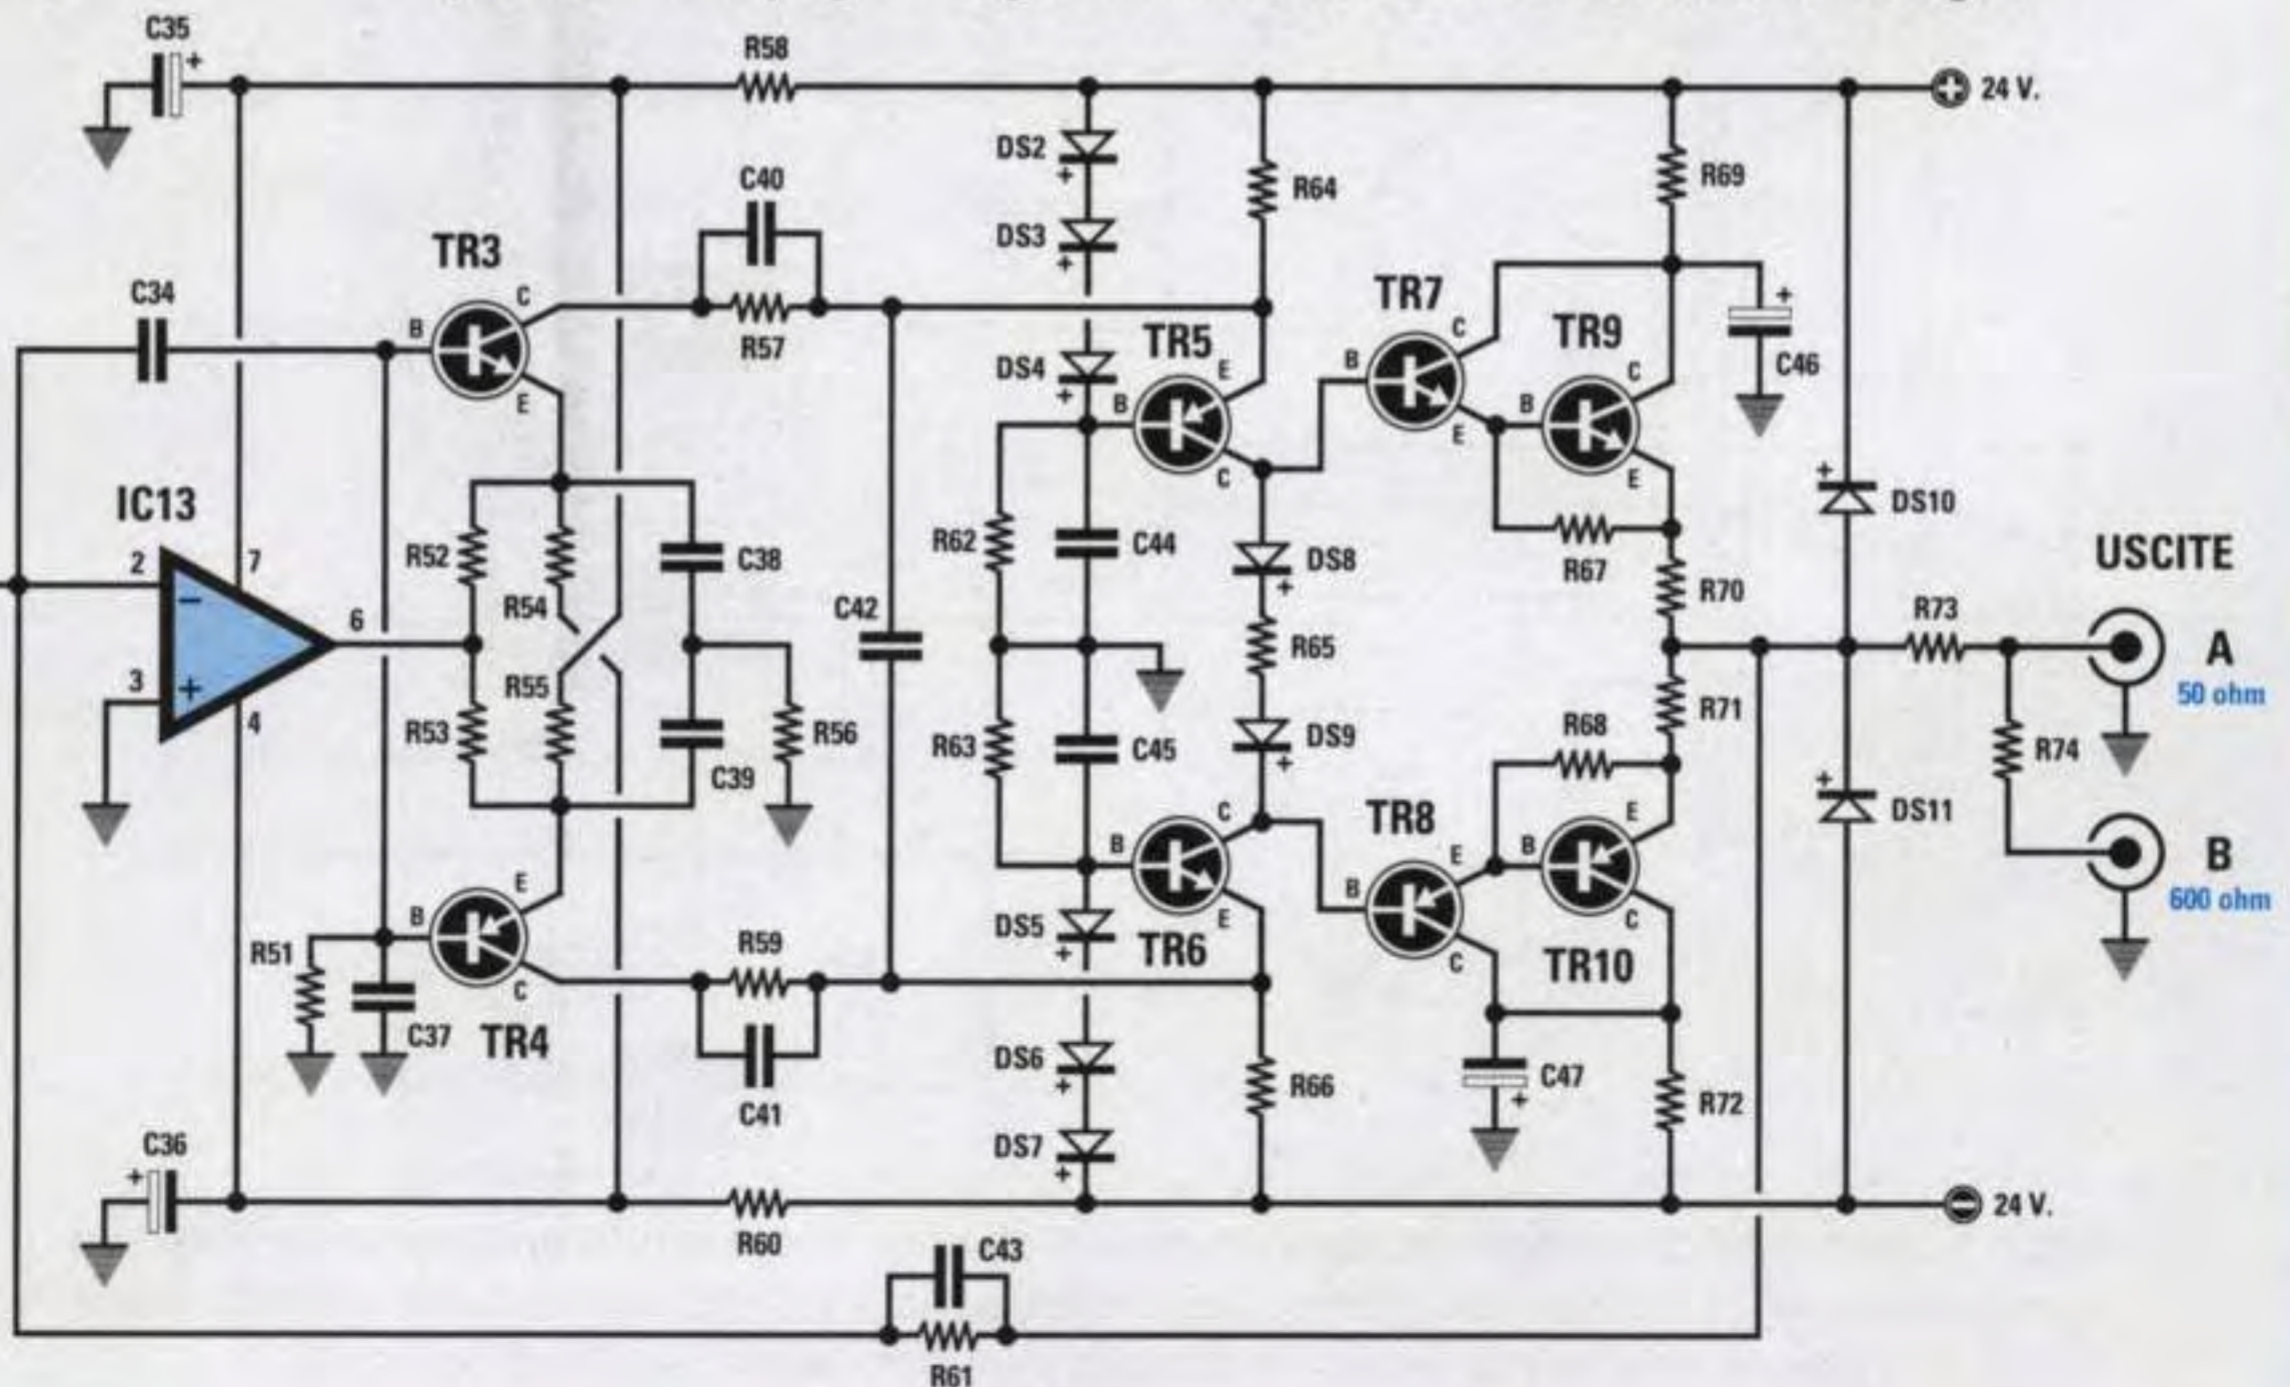 C35
+
R58
24 V.
DS2
+
R64
R69
C40
DS3
+
TR3
C
B
E
R57
C34
TR7
C
B
E
TR9
C
B
E
+
C46
TR5
E
B
C
DS4
+
IC13
2
7
−
3
+
4
6
R52
R54
C38
R55
R53
C39
R56
C42
R62
C44
R63
C45
DS8
+
R65
DS9
+
R67
R70
R71
R68
+
DS10
+
DS11
R73
R74
USCITE
A
50 ohm
B
600 ohm
TR8
E
B
C
TR10
E
B
C
TR6
C
B
E
DS5
+
R51
C37
TR4
E
B
C
R59
C41
DS6
+
DS7
+
R66
C47
+
R72
C36
+
R60
24 V.
C43
R61